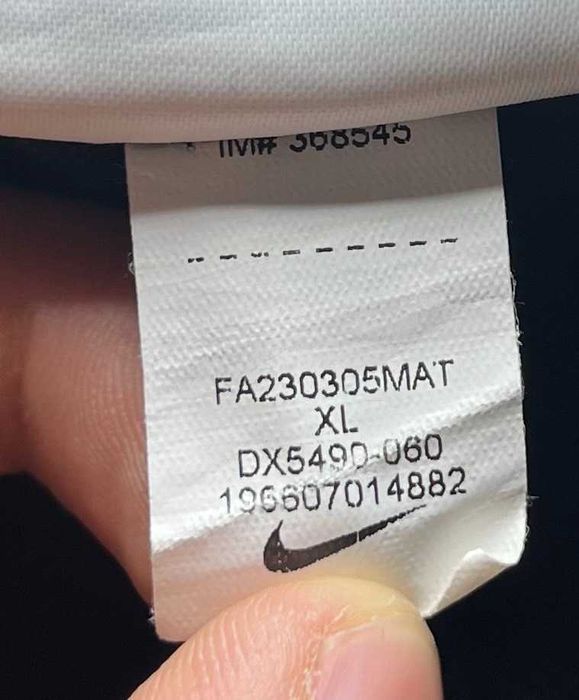 IM# 368545
- - - - - - - - -
FA230305MAT
XL
DX5490-060
196607014882